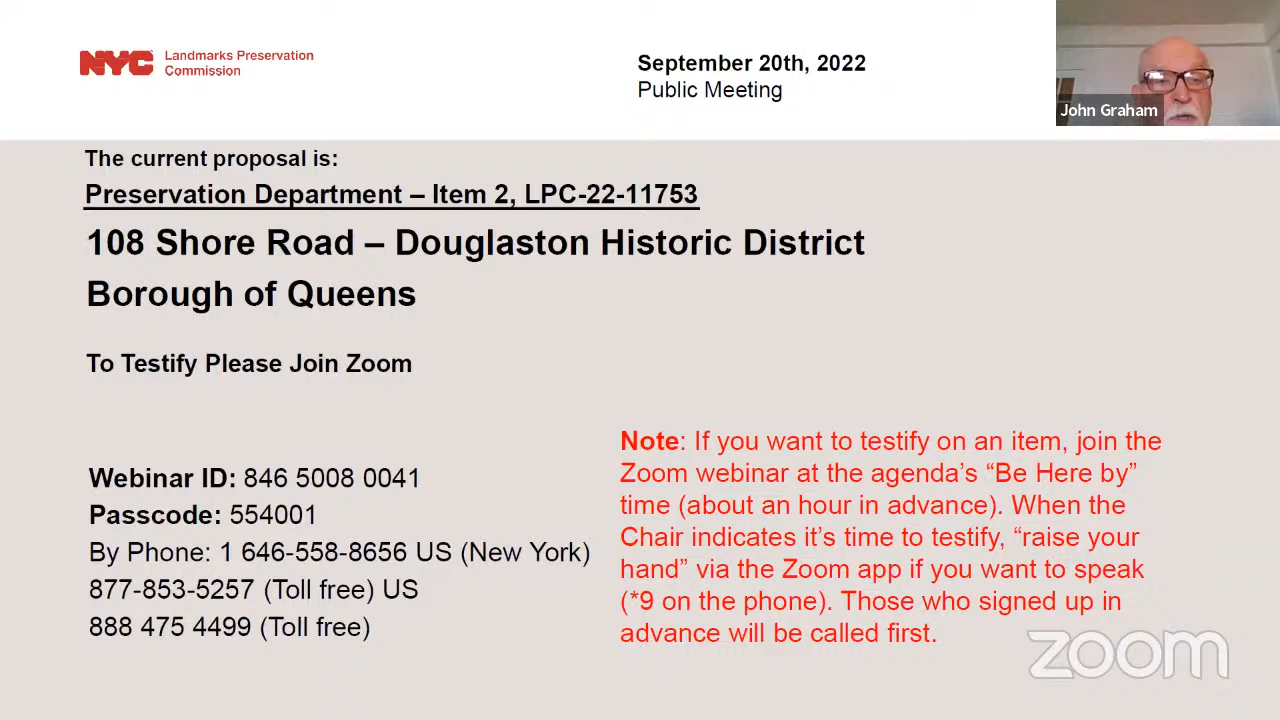 NYC Landmarks Preservation
Commission
September 20th, 2022
Public Meeting
John Graham
The current proposal is:
Preservation Department – Item 2, LPC-22-11753
108 Shore Road – Douglaston Historic District
Borough of Queens
To Testify Please Join Zoom
Webinar ID: 846 5008 0041
Passcode: 554001
By Phone: 1 646-558-8656 US (New York)
877-853-5257 (Toll free) US
888 475 4499 (Toll free)
Note: If you want to testify on an item, join the
Zoom webinar at the agenda’s “Be Here by”
time (about an hour in advance). When the
Chair indicates it’s time to testify, “raise your
hand” via the Zoom app if you want to speak
(*9 on the phone). Those who signed up in
advance will be called first.
zoom